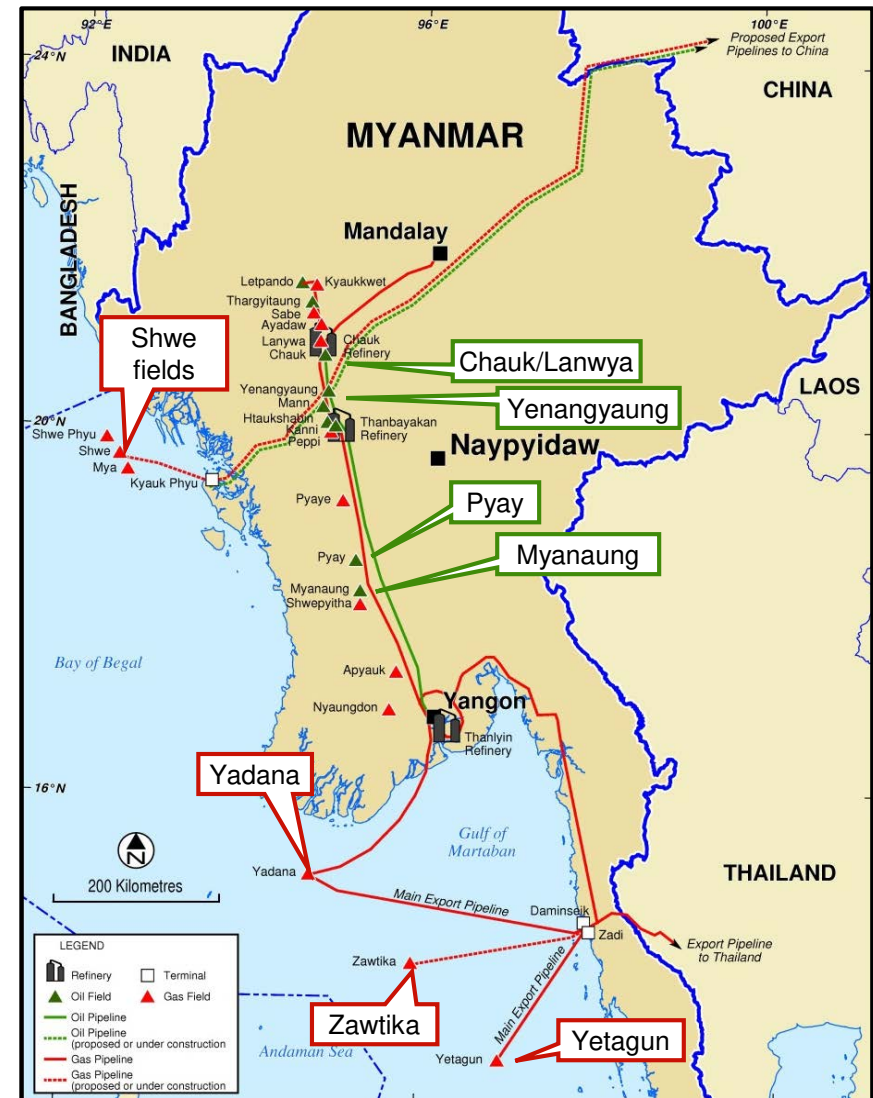 92°E
96°E
100°E
24°N
INDIA
Proposed Export
Pipelines to China
CHINA
MYANMAR
BANGLADESH
Mandalay
Letpando
Kyaukkwet
Thargyitaung
Sabe
Ayadaw
Lanywa
Chauk
Chauk
Refinery
Shwe
fields
Chauk/Lanwya
LAOS
Yenangyaung
Mann
Yenangyaung
20°N
Htaukshabin
Kanni
Peppi
Thanbayakan
Refinery
Shwe Phyu
Shwe
Mya
Kyauk Phyu
Naypyidaw
Pyaye
Pyay
Pyay
Myanaung
Myanaung
Shwepyitha
Bay of Begal
Apyauk
Nyaungdon
Yangon
Thanlyin
Refinery
Yadana
16°N
Gulf of
Martaban
N
200 Kilometres
Yadana
Main Export Pipeline
THAILAND
Daminseik
Zadi
Export Pipeline
to Thailand
Zawtika
Main Export Pipeline
Zawtika
Yetagun
Yetagun
Andaman Sea
LEGEND
Refinery
Terminal
Oil Field
Gas Field
Oil Pipeline
Oil Pipeline
(proposed or under construction
Gas Pipeline
Gas Pipeline
(proposed or under construction